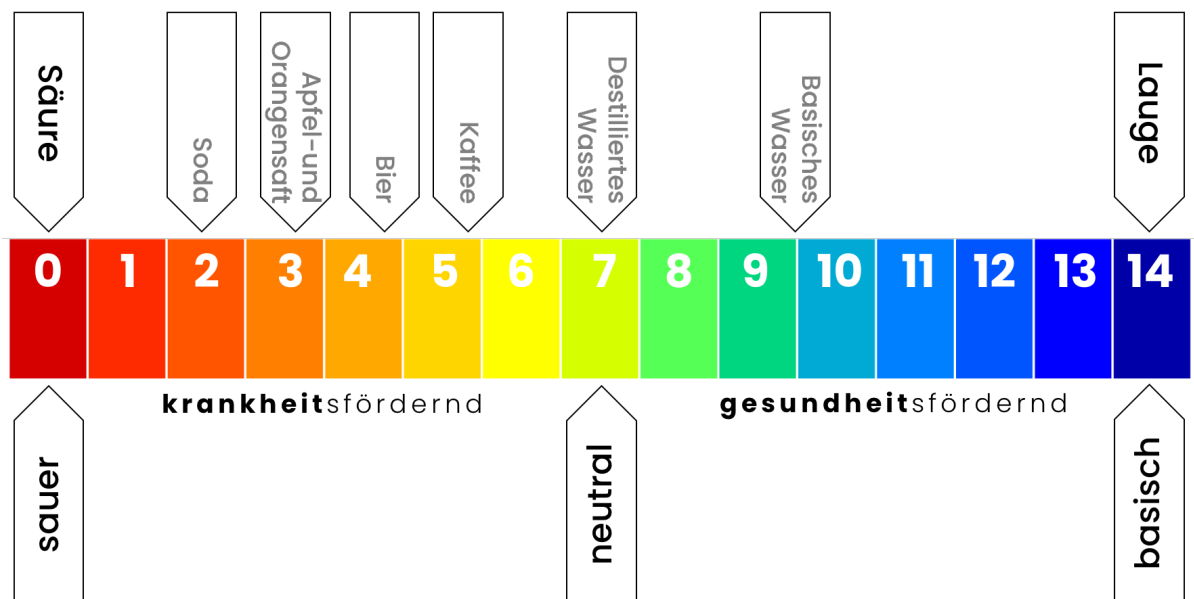 Säure
Soda
Apfel-und
Orangensaft
Bier
Kaffee
Destilliertes
Wasser
Basisches
Wasser
Lauge
0 1 2 3 4 5 6 7 8 9 10 11 12 13 14
krankheitsfördernd
gesundheitsfördernd
sauer
neutral
basisch